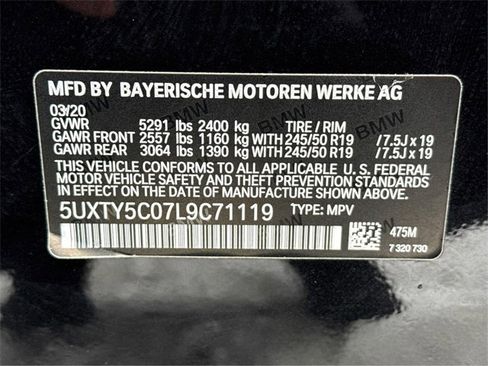 MFD BY BAYERISCHE MOTOREN WERKE AG
03/20
GVWR 5291 lbs 2400 kg TIRE / RIM
GAWR FRONT 2557 lbs 1160 kg WITH 245/50 R19 / 7.5J x 19
GAWR REAR 3064 lbs 1390 kg WITH 245/50 R19 / 7.5J x 19
THIS VEHICLE CONFORMS TO ALL APPLICABLE U. S. FEDERAL
MOTOR VEHICLE SAFETY AND THEFT PREVENTION STANDARDS
IN EFFECT ON THE DATE OF MANUFACTURE SHOWN ABOVE.
5UXTY5C07L9C71119 TYPE: MPV
475M
7 320 730
BMW